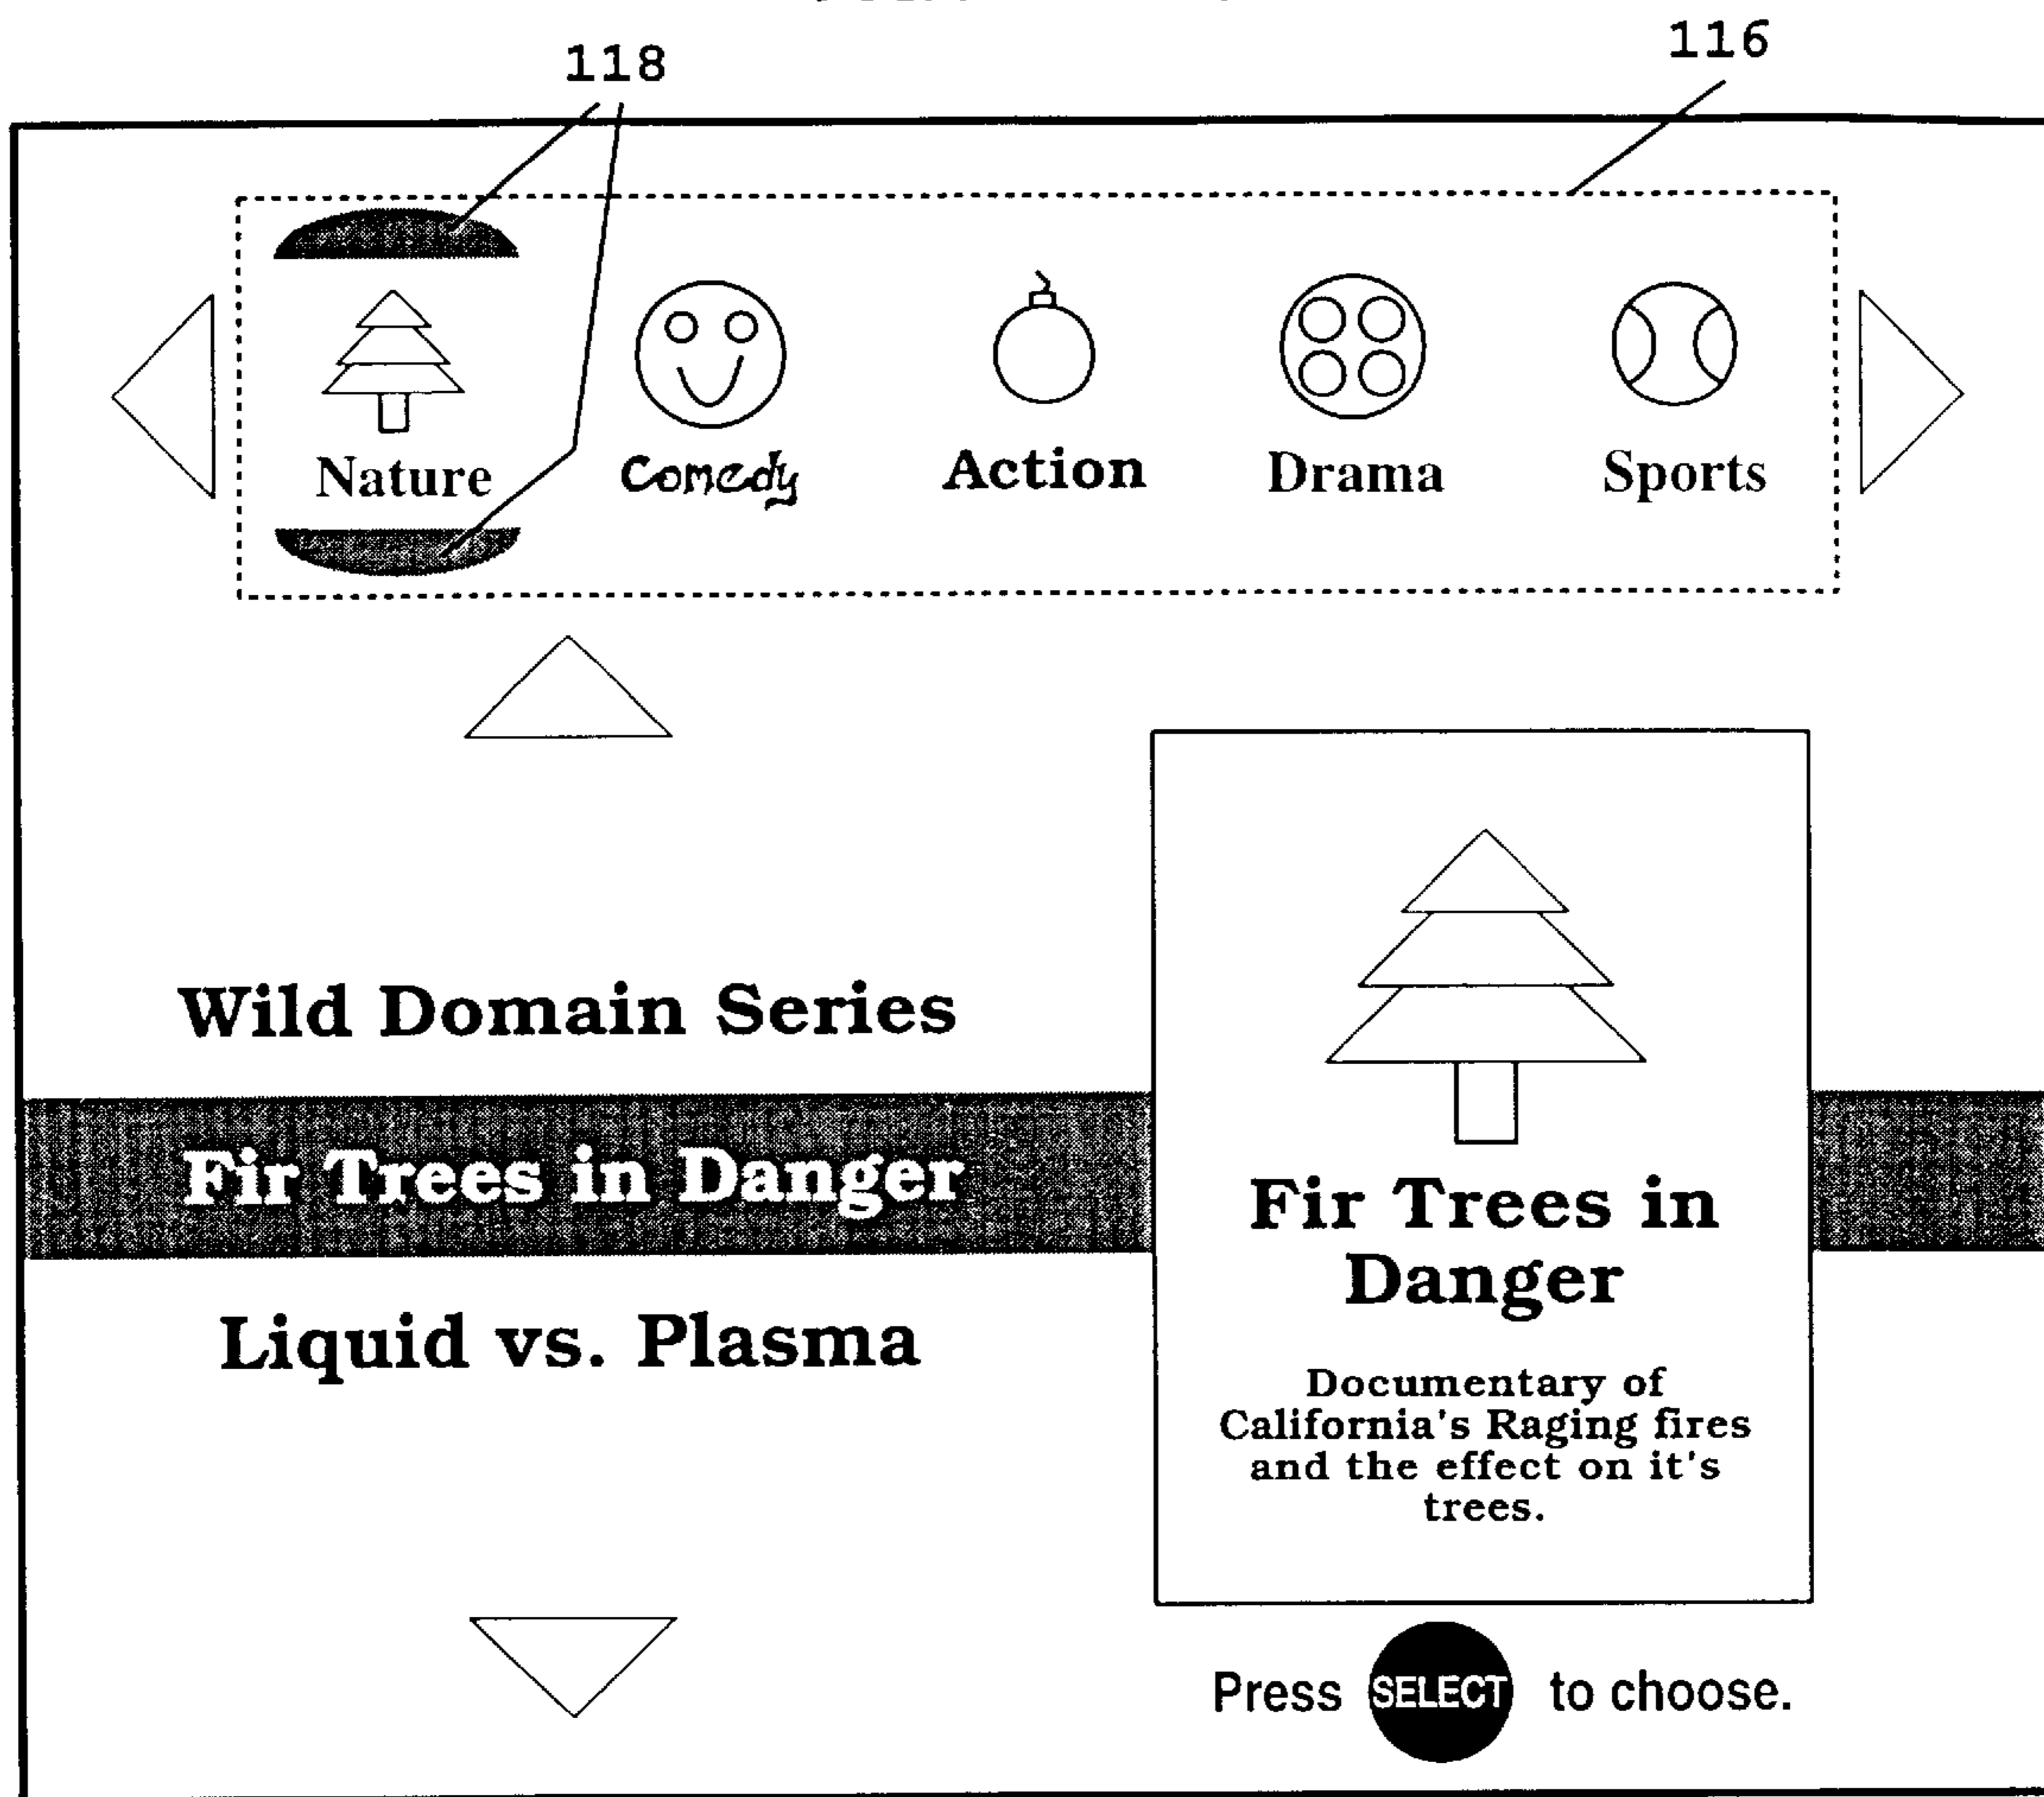 118
116
Nature Comedy Action Drama Sports
Wild Domain Series
Fir Trees in Danger
Liquid vs. Plasma
Fir Trees in
Danger
Documentary of
California's Raging fires
and the effect on it's
trees.
Press SELECT to choose.